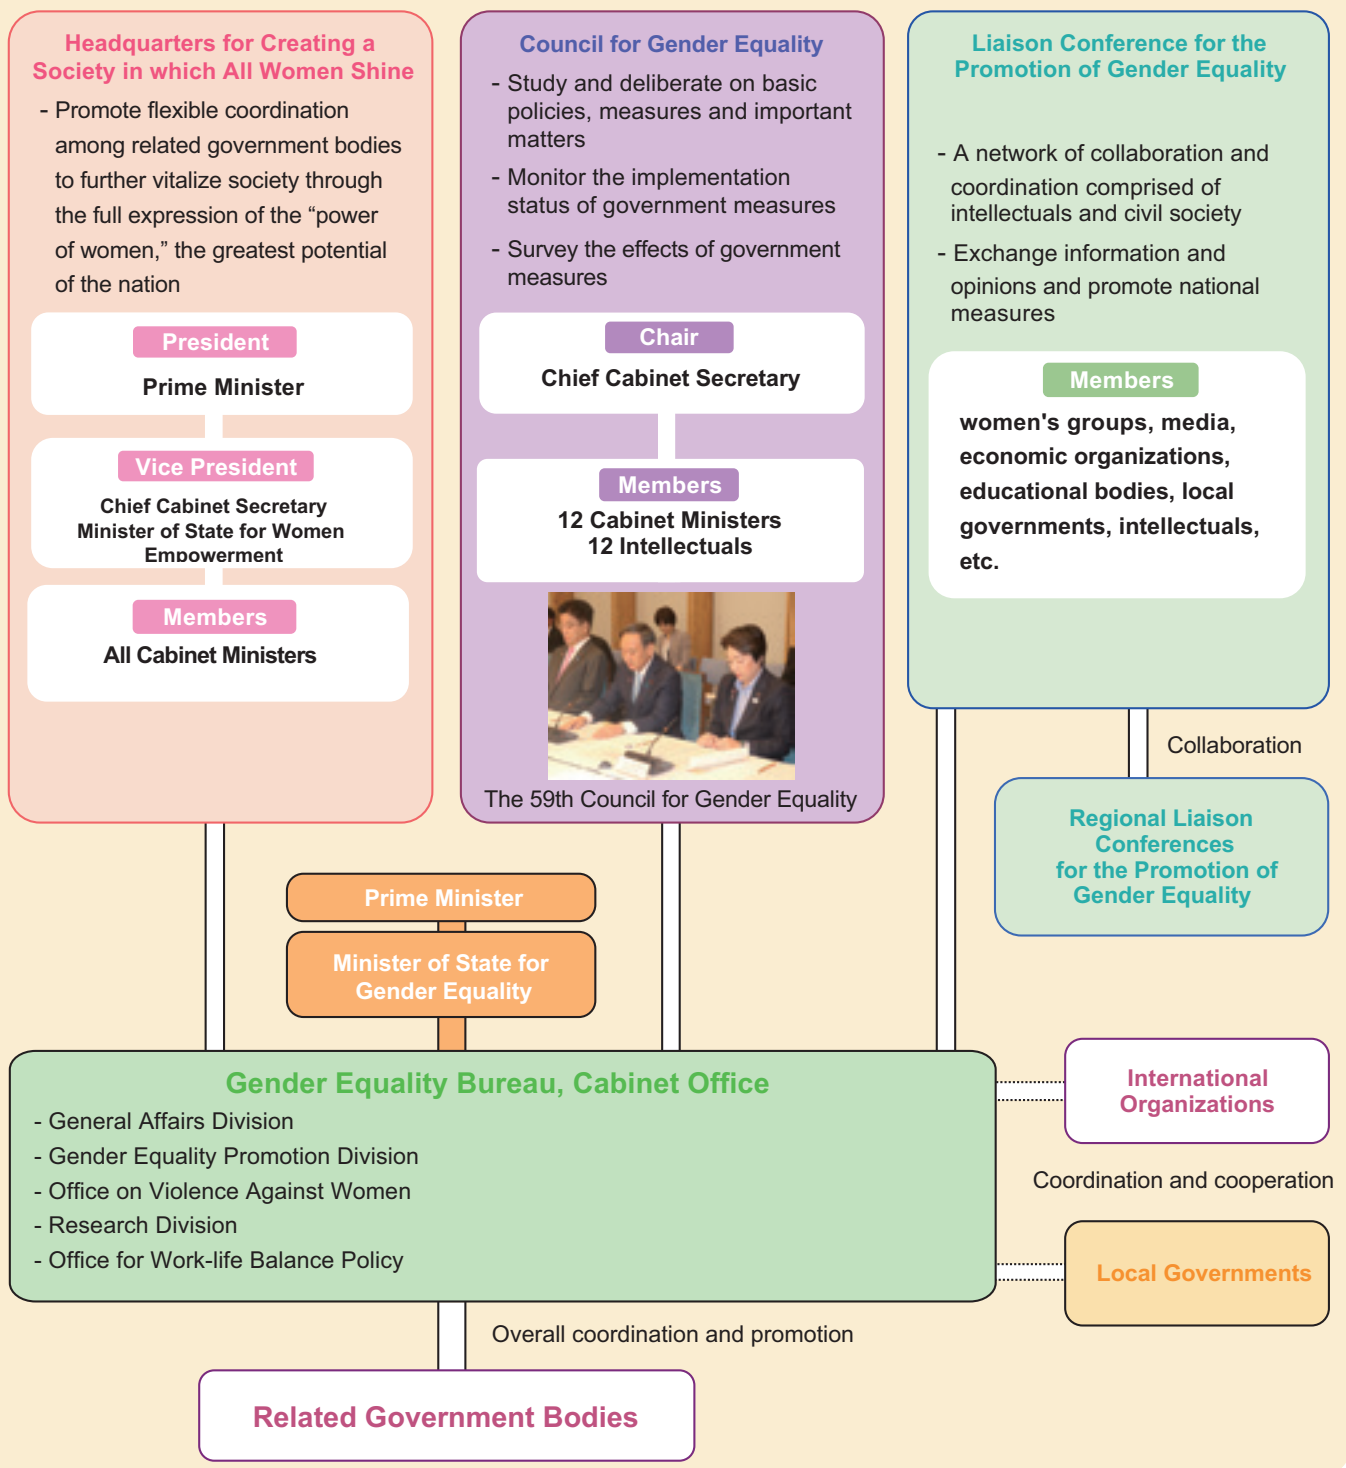 Headquarters for Creating a
Society in which All Women Shine
- Promote flexible coordination
among related government bodies
to further vitalize society through
the full expression of the “power
of women,” the greatest potential
of the nation
President
Prime Minister
Vice President
Chief Cabinet Secretary
Minister of State for Women
Empowerment
Members
All Cabinet Ministers
Council for Gender Equality
- Study and deliberate on basic
policies, measures and important
matters
- Monitor the implementation
status of government measures
- Survey the effects of government
measures
Chair
Chief Cabinet Secretary
Members
12 Cabinet Ministers
12 Intellectuals
The 59th Council for Gender Equality
Liaison Conference for the
Promotion of Gender Equality
- A network of collaboration and
coordination comprised of
intellectuals and civil society
- Exchange information and
opinions and promote national
measures
Members
women's groups, media,
economic organizations,
educational bodies, local
governments, intellectuals,
etc.
Collaboration
Regional Liaison
Conferences
for the Promotion of
Gender Equality
Prime Minister
Minister of State for
Gender Equality
Gender Equality Bureau, Cabinet Office
- General Affairs Division
- Gender Equality Promotion Division
- Office on Violence Against Women
- Research Division
- Office for Work-life Balance Policy
International
Organizations
Coordination and cooperation
Local Governments
Overall coordination and promotion
Related Government Bodies